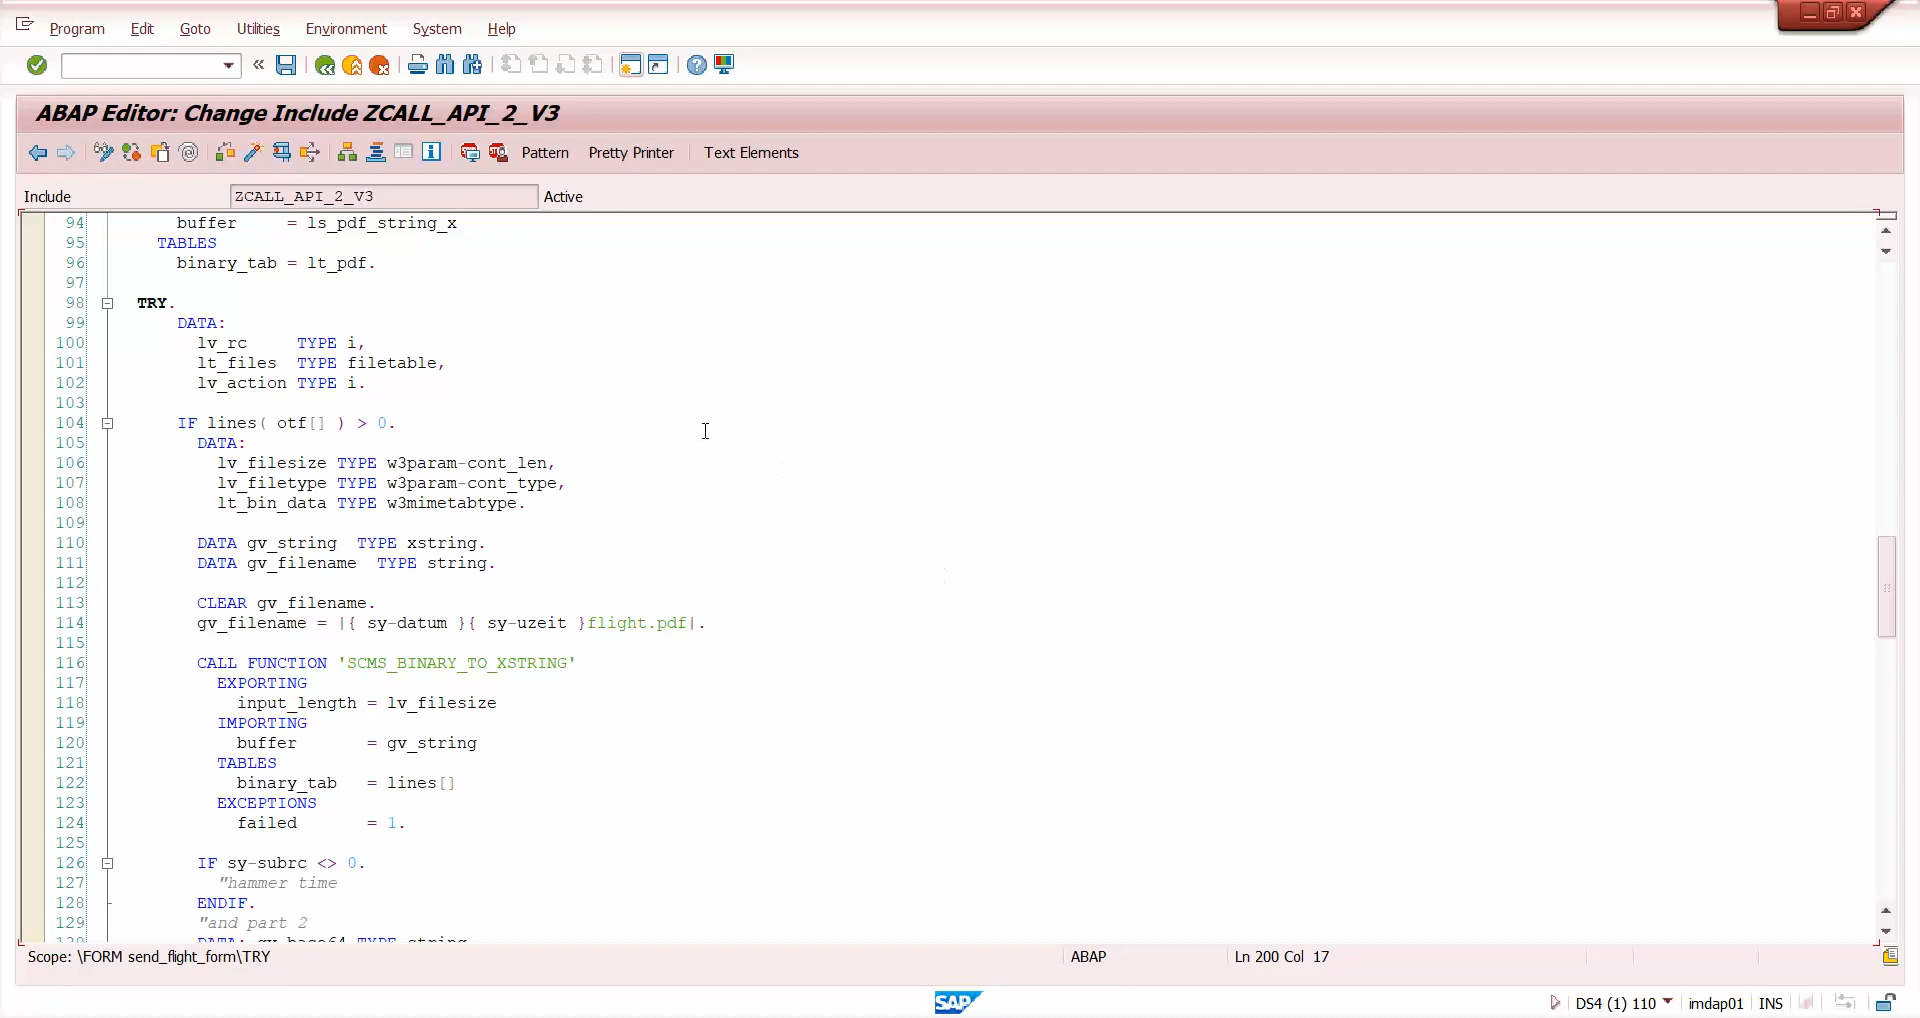 Program Edit Goto Utilities Environment System Help
ABAP Editor: Change Include ZCALL_API_2_V3
Pattern Pretty Printer Text Elements
Include ZCALL_API_2_V3 Active
94 buffer = ls_pdf_string_x
95 TABLES
96 binary_tab = lt_pdf.
97
98 TRY.
99 DATA:
100 lv_rc TYPE i,
101 lt_files TYPE filetable,
102 lv_action TYPE i.
103
104 IF lines( otf[] ) > 0.
105 DATA:
106 lv_filesize TYPE w3param-cont_len,
107 lv_filetype TYPE w3param-cont_type,
108 lt_bin_data TYPE w3mimetabtype.
109
110 DATA gv_string TYPE xstring.
111 DATA gv_filename TYPE string.
112
113 CLEAR gv_filename.
114 gv_filename = |{ sy-datum }{ sy-uzeit }flight.pdf|.
115
116 CALL FUNCTION 'SCMS_BINARY_TO_XSTRING'
117 EXPORTING
118 input_length = lv_filesize
119 IMPORTING
120 buffer = gv_string
121 TABLES
122 binary_tab = lines[]
123 EXCEPTIONS
124 failed = 1.
125
126 IF sy-subrc <> 0.
127 "hammer time
128 ENDIF.
129 "and part 2
130 DATA: gv_base64 TYPE string
Scope: \FORM send_flight_form\TRY ABAP Ln 200 Col 17
SAP DS4 (1) 110 imdap01 INS